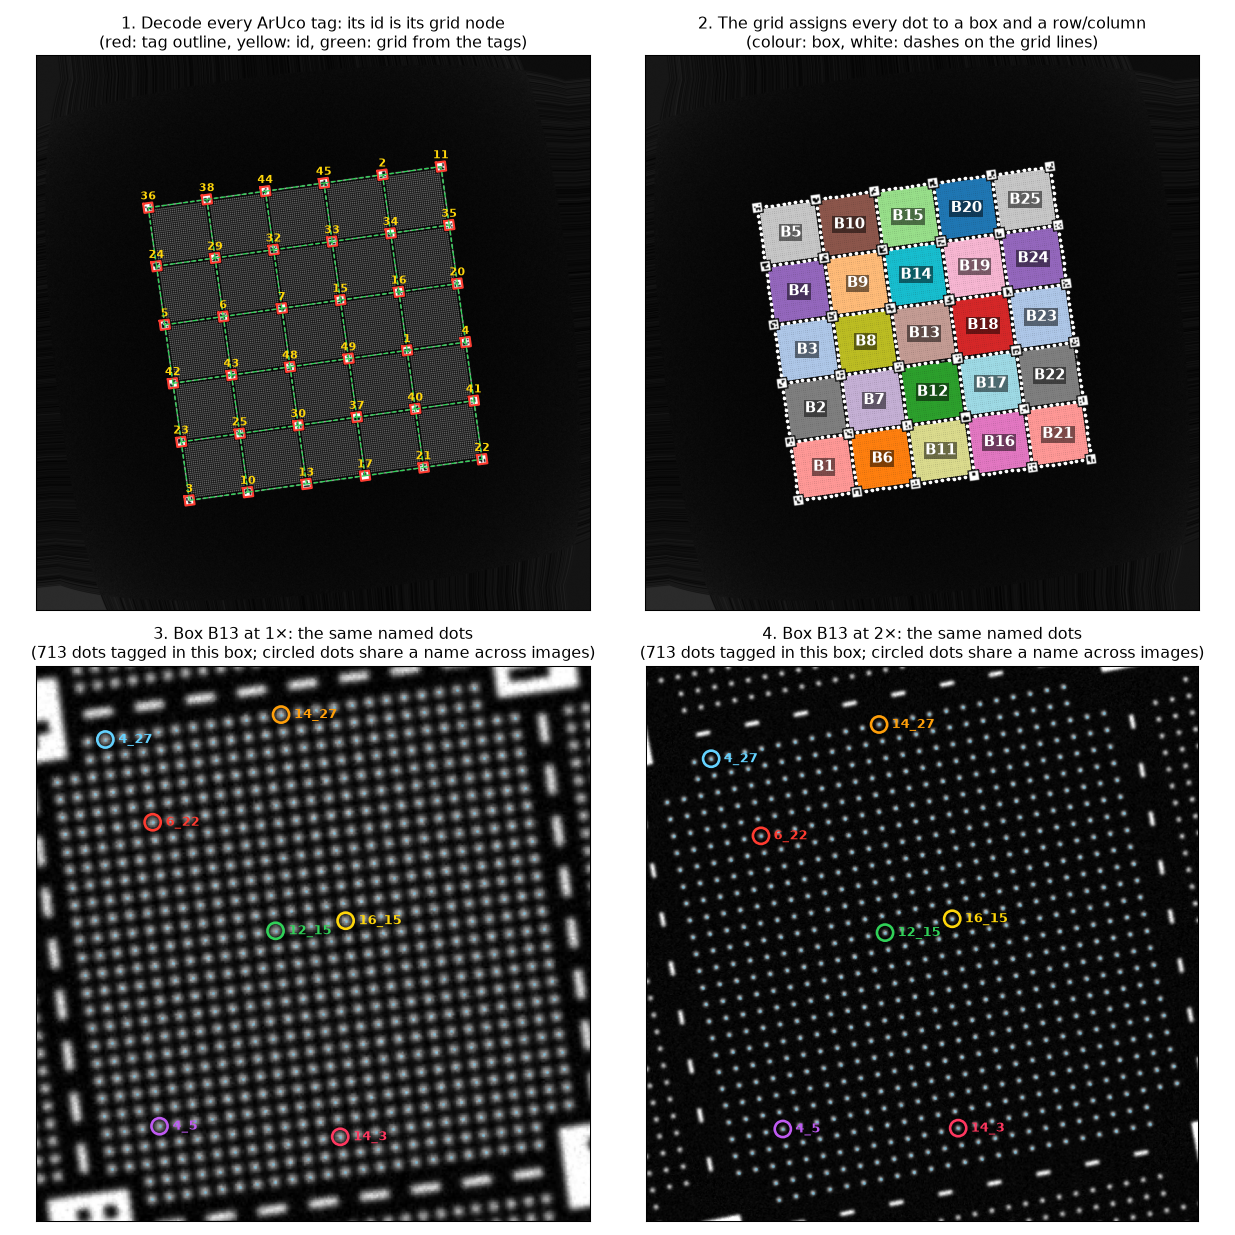 1. Decode every ArUco tag: its id is its grid node
(red: tag outline, yellow: id, green: grid from the tags)
36 38 44 45 2 11
24 29 32 33 34 35
5 6 7 15 16 20
42 43 48 49 1 4
23 25 30 37 40 41
3 10 13 17 21 22
2. The grid assigns every dot to a box and a row/column
(colour: box, white: dashes on the grid lines)
B5 B10 B15 B20 B25
B4 B9 B14 B19 B24
B3 B8 B13 B18 B23
B2 B7 B12 B17 B22
B1 B6 B11 B16 B21
3. Box B13 at 1×: the same named dots
(713 dots tagged in this box; circled dots share a name across images)
14_27
4_27
6_22
16_15
12_15
4_5
14_3
4. Box B13 at 2×: the same named dots
(713 dots tagged in this box; circled dots share a name across images)
14_27
4_27
6_22
16_15
12_15
4_5
14_3